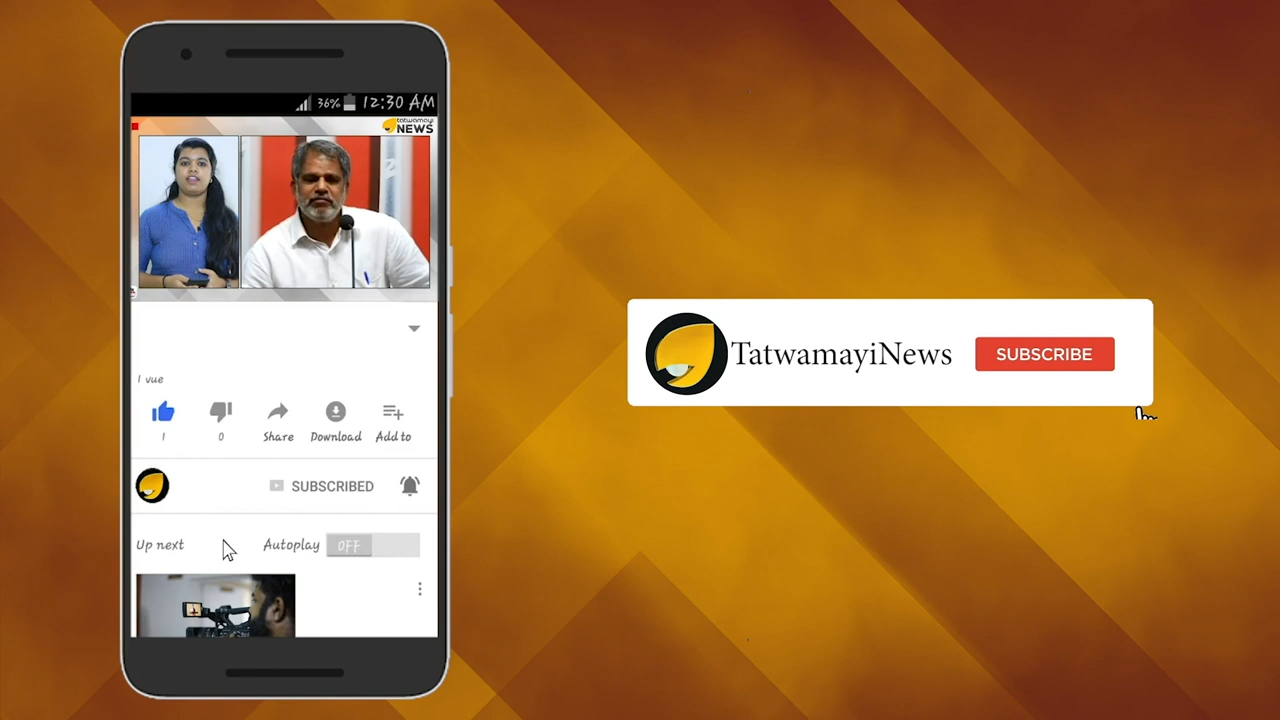 36% 12:30 AM
tatwamayi
NEWS
1 vue
1
0
Share
Download
Add to
SUBSCRIBED
Up next
Autoplay
OFF
TatwamayiNews
SUBSCRIBE